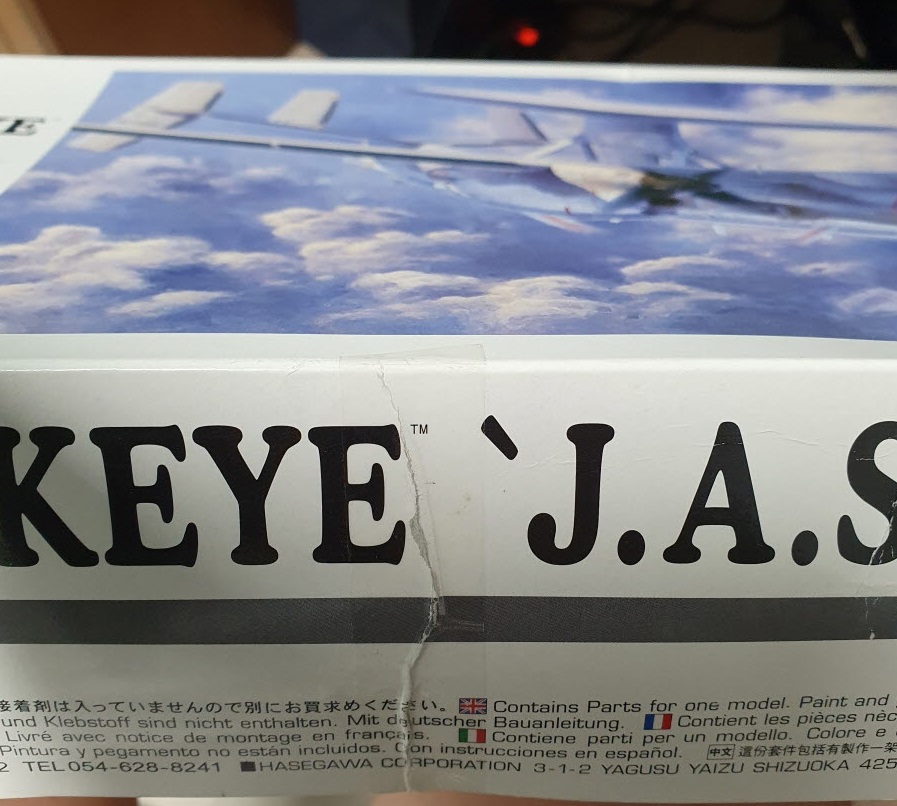 YE
KEYE™ `J.A.S
接着剤は入っていませんので別にお買求めください。 Contains Parts for one model. Paint and
und Klebstoff sind nicht enthalten. Mit deutscher Bauanleitung. Contient les pièces néc
Livré avec notice de montage en français. Contiene parti per un modello. Colore e
Pintura y pegamento no están incluidos. Con instrucciones en español. 中文 這份套件包括有製作一架
2 TEL 054-628-8241 ■HASEGAWA CORPORATION 3-1-2 YAGUSU YAIZU SHIZUOKA 425